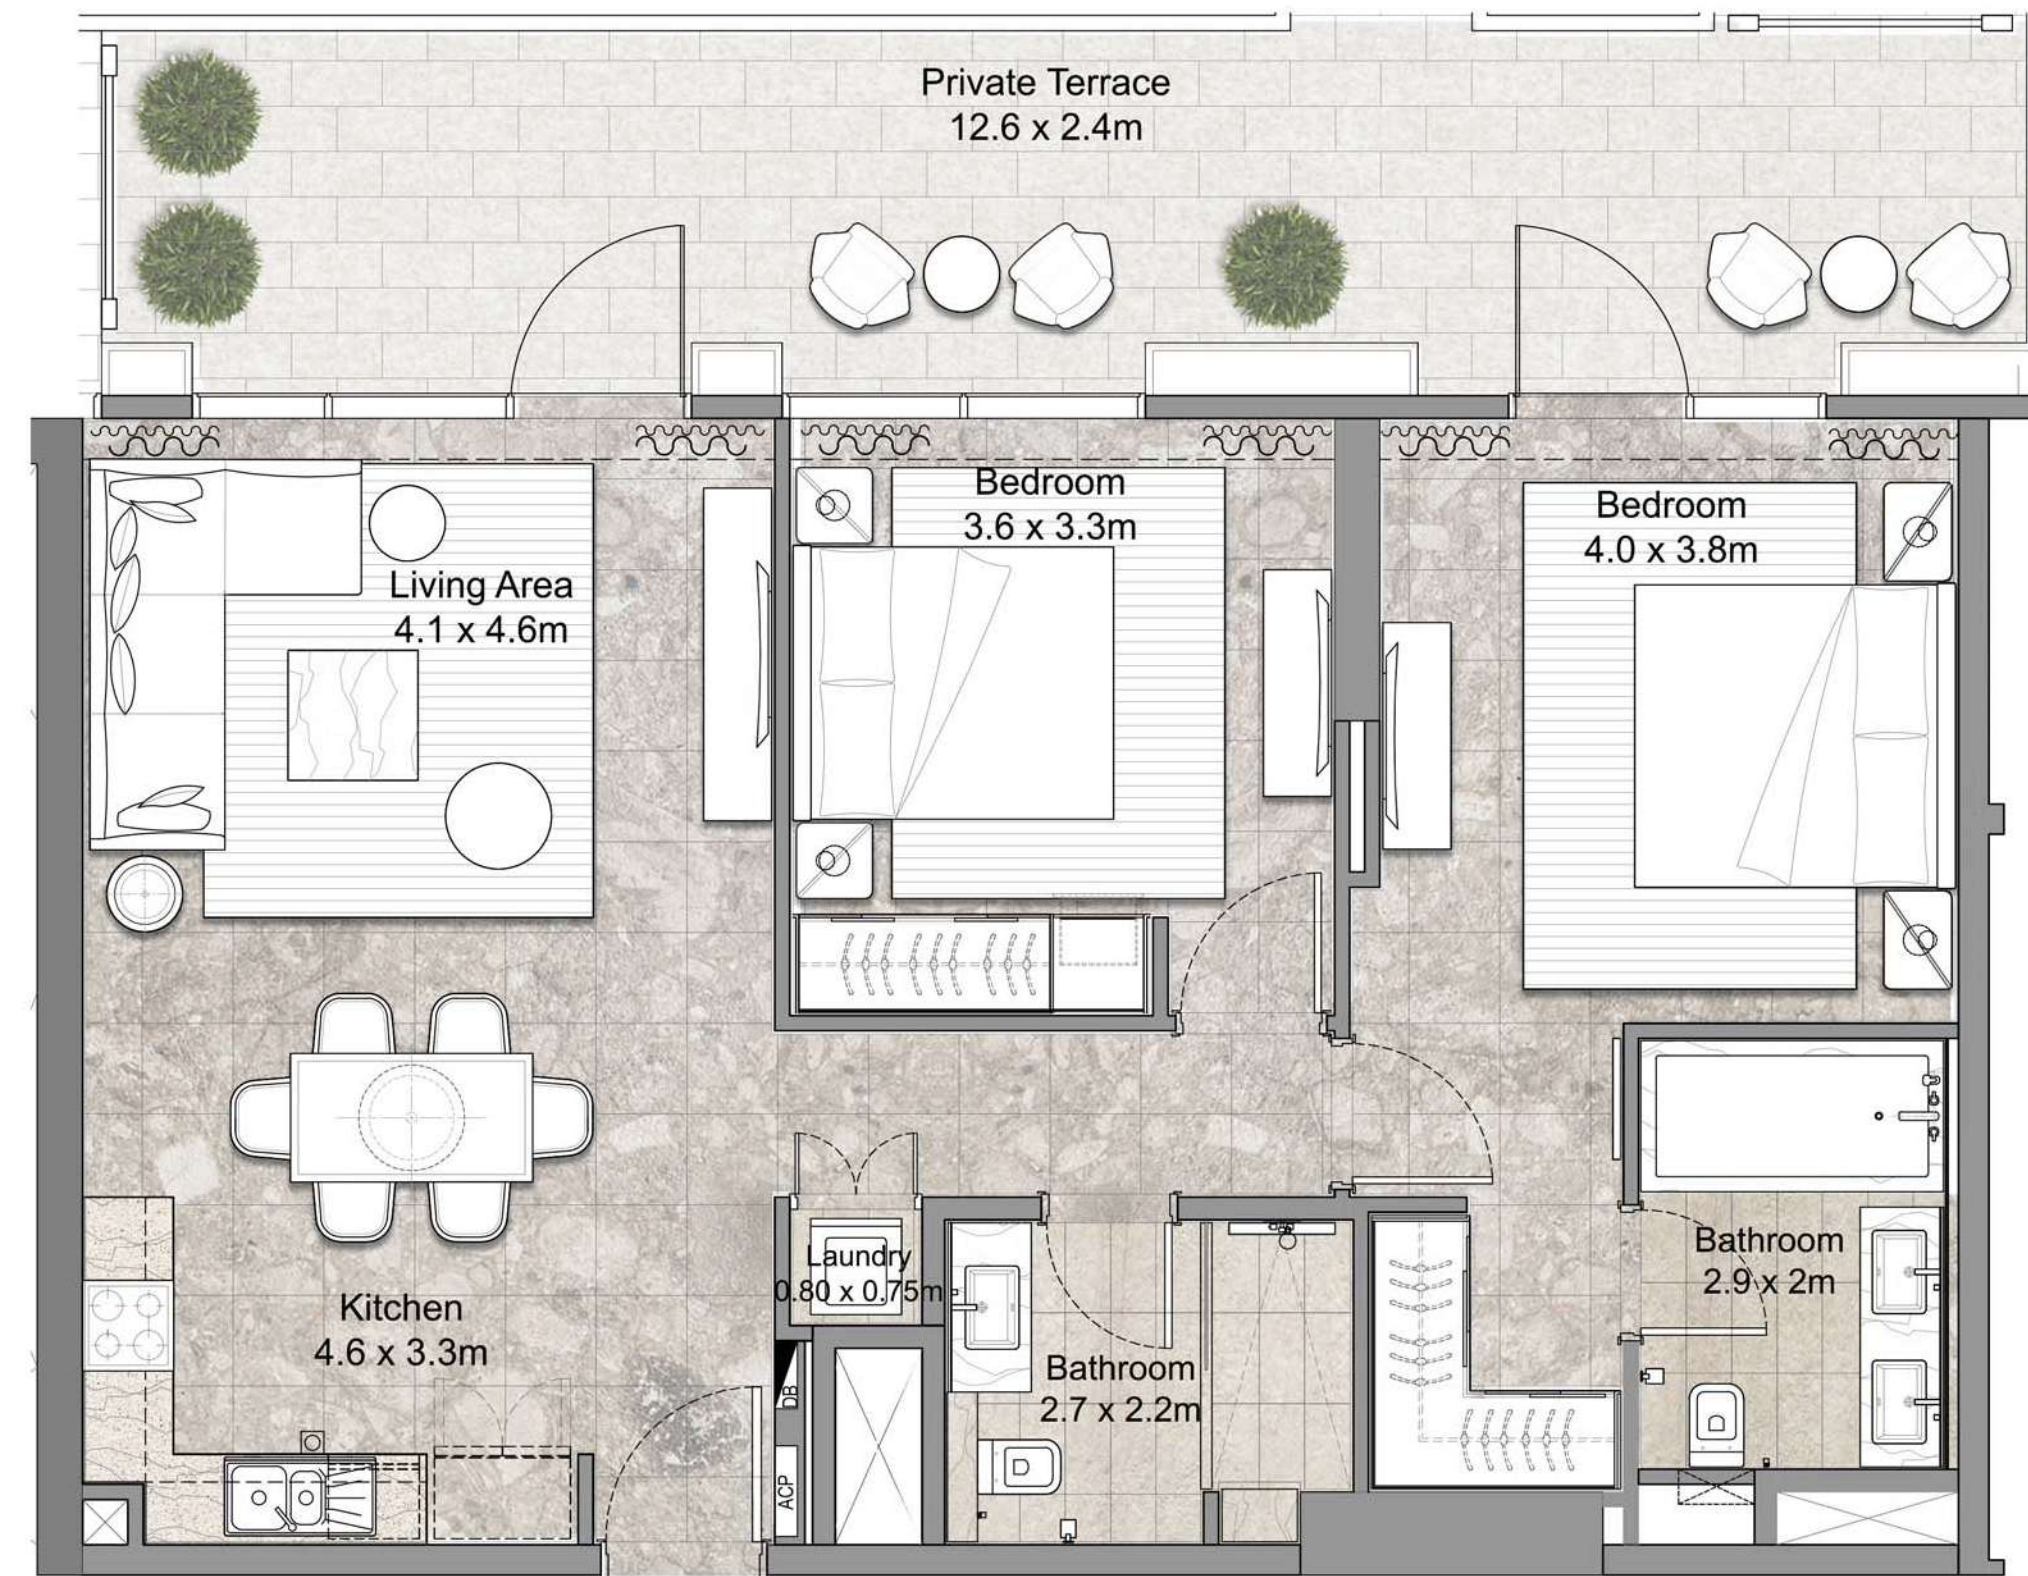 Private Terrace
12.6 x 2.4m
Bedroom
3.6 x 3.3m
Bedroom
4.0 x 3.8m
Living Area
4.1 x 4.6m
Laundry
0.80 x 0.75m
Bathroom
2.9 x 2m
Kitchen
4.6 x 3.3m
Bathroom
2.7 x 2.2m
DB
ACP